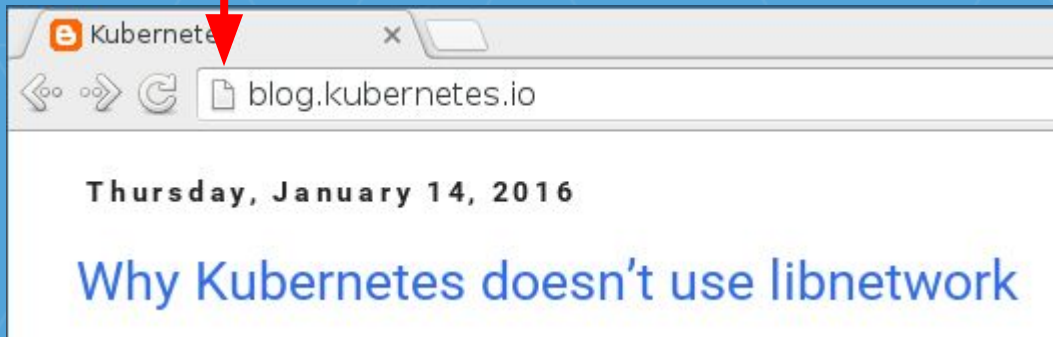 Kubernete
blog.kubernetes.io
Thursday, January 14, 2016
Why Kubernetes doesn’t use libnetwork